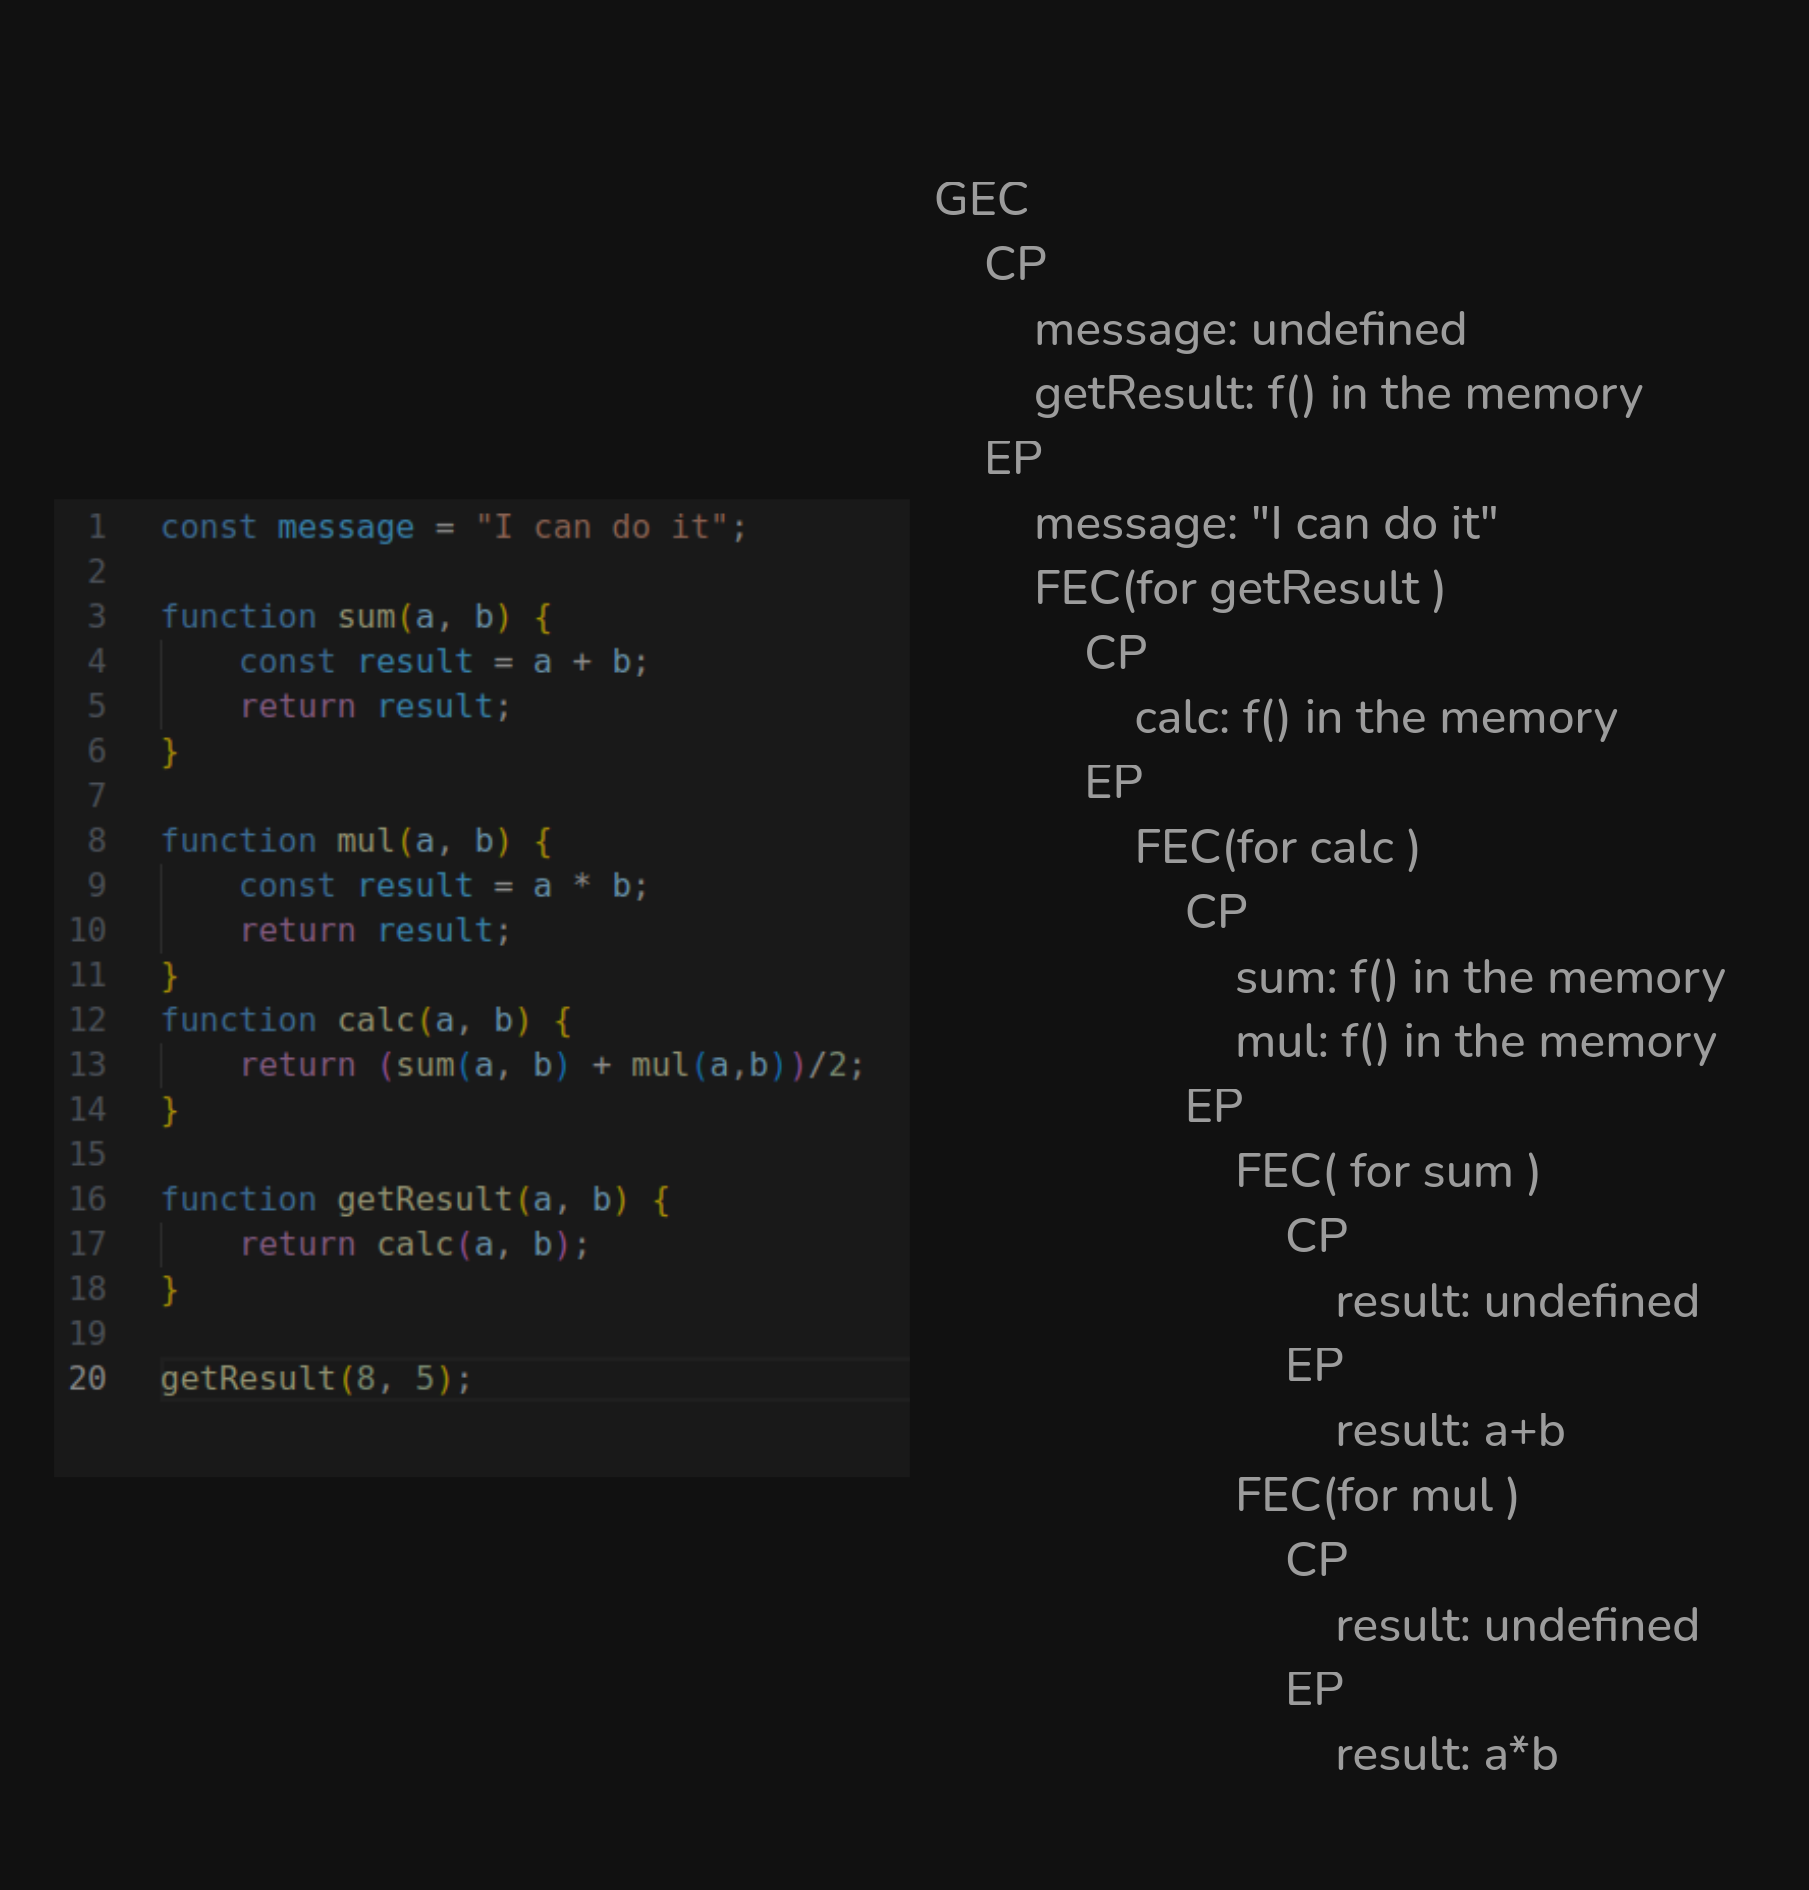 1 const message = "I can do it";
2
3 function sum(a, b) {
4     const result = a + b;
5     return result;
6 }
7
8 function mul(a, b) {
9     const result = a * b;
10     return result;
11 }
12 function calc(a, b) {
13     return (sum(a, b) + mul(a,b))/2;
14 }
15
16 function getResult(a, b) {
17     return calc(a, b);
18 }
19
20 getResult(8, 5);
GEC
CP
message: undefined
getResult: f() in the memory
EP
message: "I can do it"
FEC(for getResult )
CP
calc: f() in the memory
EP
FEC(for calc )
CP
sum: f() in the memory
mul: f() in the memory
EP
FEC( for sum )
CP
result: undefined
EP
result: a+b
FEC(for mul )
CP
result: undefined
EP
result: a*b